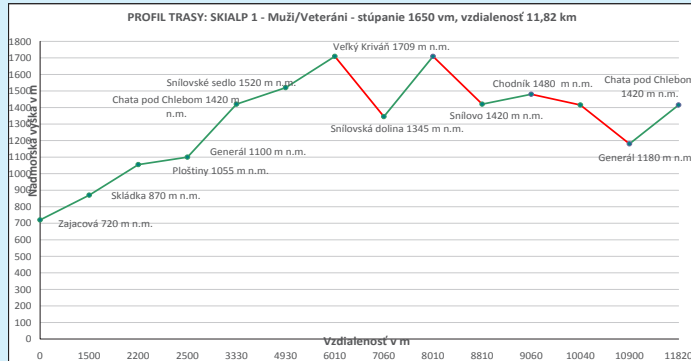 PROFIL TRASY: SKIALP 1 - Muži/Veteráni - stúpanie 1650 vm, vzdialenosť 11,82 km
Nadmorská výška v m
1800
1700
1600
1500
1400
1300
1200
1100
1000
900
800
700
600
500
400
300
200
100
0
Veľký Kriváň 1709 m n.m.
Snílovské sedlo 1520 m n.m.
Chata pod Chlebom 1420 m
n.m.
Generál 1100 m n.m.
Ploštiny 1055 m n.m.
Skládka 870 m n.m.
Zajacová 720 m n.m.
Snílovská dolina 1345 m n.m.
Snílovo 1420 m n.m.
Chodník 1480 m n.m.
Chata pod Chlebom
1420 m n.m.
Generál 1180 m n.m
0 1500 2200 2500 3330 4930 6010 7060 8010 8810 9060 10040 10900 11820
Vzdialenosť v m